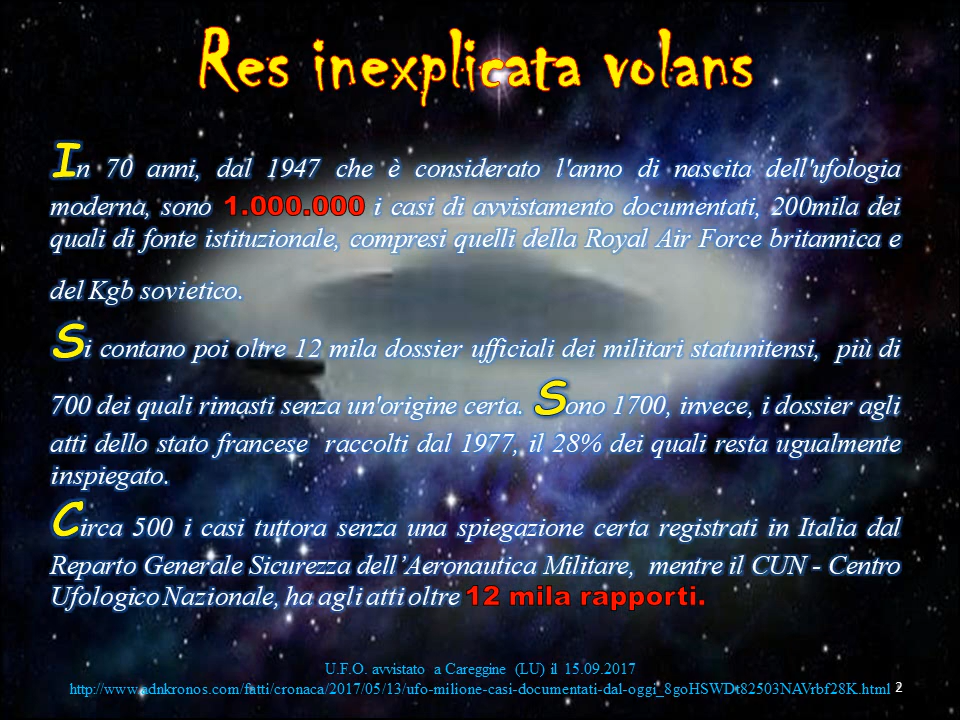 Res inexplicata volans
In 70 anni, dal 1947 che è considerato l'anno di nascita dell'ufologia
moderna, sono 1.000.000 i casi di avvistamento documentati, 200mila dei
quali di fonte istituzionale, compresi quelli della Royal Air Force britannica e
del Kgb sovietico.
Si contano poi oltre 12 mila dossier ufficiali dei militari statunitensi, più di
700 dei quali rimasti senza un'origine certa. Sono 1700, invece, i dossier agli
atti dello stato francese raccolti dal 1977, il 28% dei quali resta ugualmente
inspiegato.
Circa 500 i casi tuttora senza una spiegazione certa registrati in Italia dal
Reparto Generale Sicurezza dell’Aeronautica Militare, mentre il CUN - Centro
Ufologico Nazionale, ha agli atti oltre 12 mila rapporti.
U.F.O. avvistato a Careggine (LU) il 15.09.2017
http://www.adnkronos.com/fatti/cronaca/2017/05/13/ufo-milione-casi-documentati-dal-oggi_8goHSWDt82503NAVrbf28K.html 2